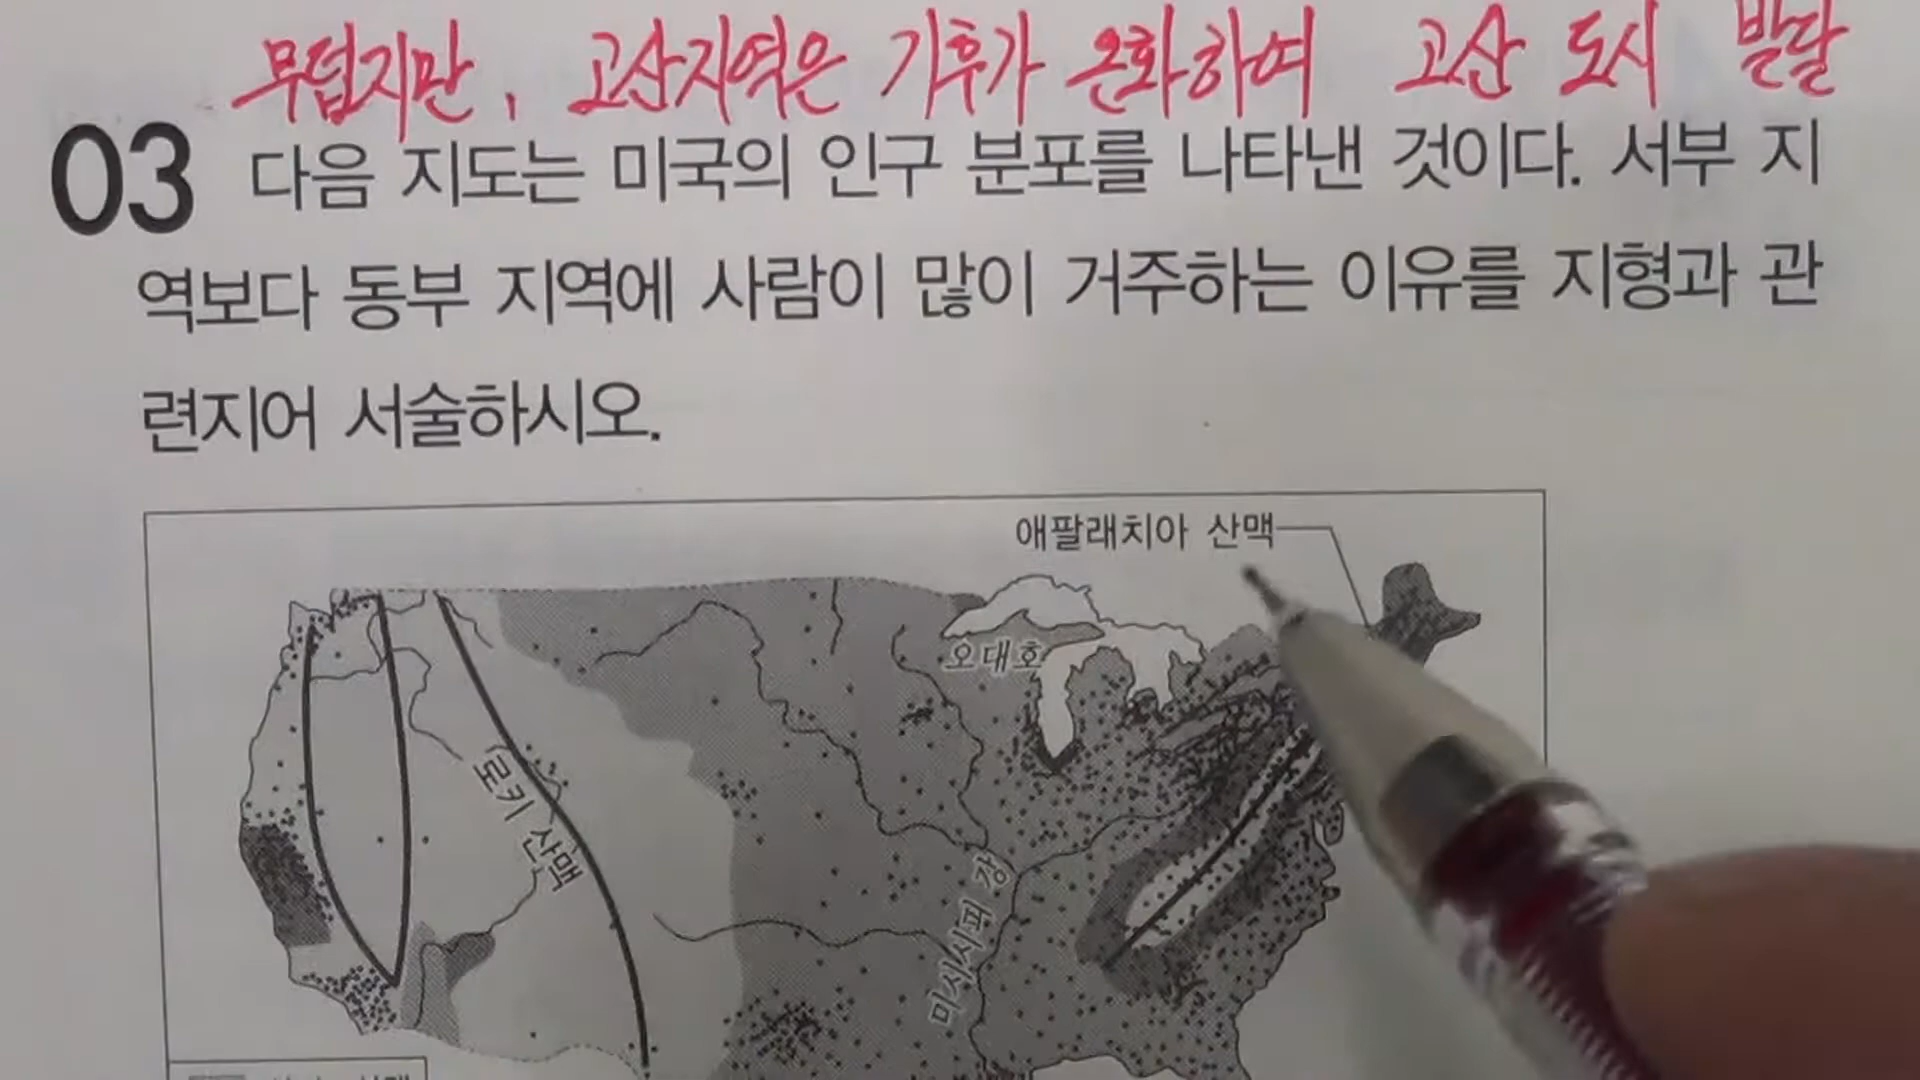 무덥지만, 고산지역은 기후가 온화하여 고산 도시 발달
03 다음 지도는 미국의 인구 분포를 나타낸 것이다. 서부 지
역보다 동부 지역에 사람이 많이 거주하는 이유를 지형과 관
련지어 서술하시오.
애팔래치아 산맥
오대호
로키 산맥
미시시피 강